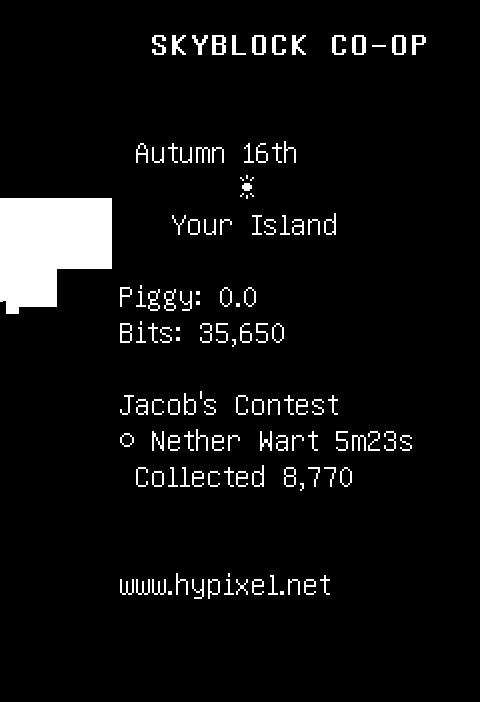 SKYBLOCK CO-OP
Autumn 16th
☀
Your Island
Piggy: 0.0
Bits: 35,650
Jacob's Contest
○ Nether Wart 5m23s
Collected 8,770
www.hypixel.net